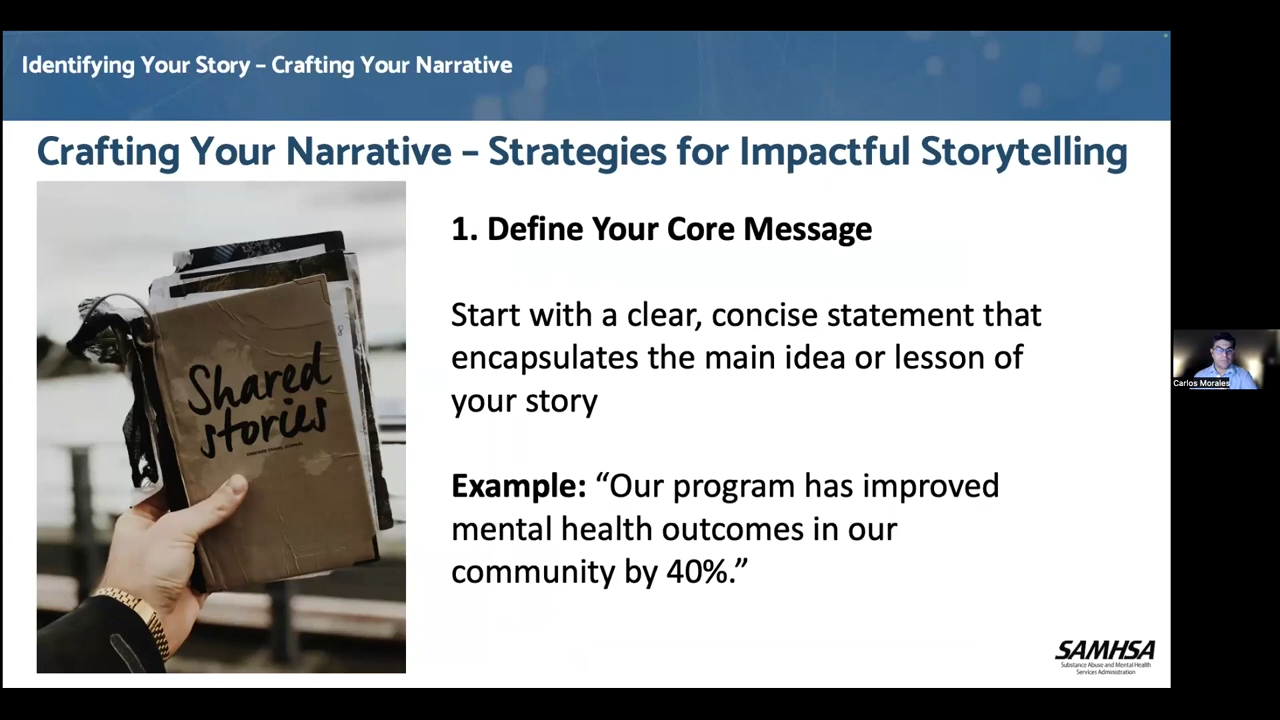 Identifying Your Story – Crafting Your Narrative
Crafting Your Narrative – Strategies for Impactful Storytelling
Shared
stories
1. Define Your Core Message
Start with a clear, concise statement that
encapsulates the main idea or lesson of
your story
Example: “Our program has improved
mental health outcomes in our
community by 40%.”
SAMHSA
Substance Abuse and Mental Health
Services Administration
Carlos Morales